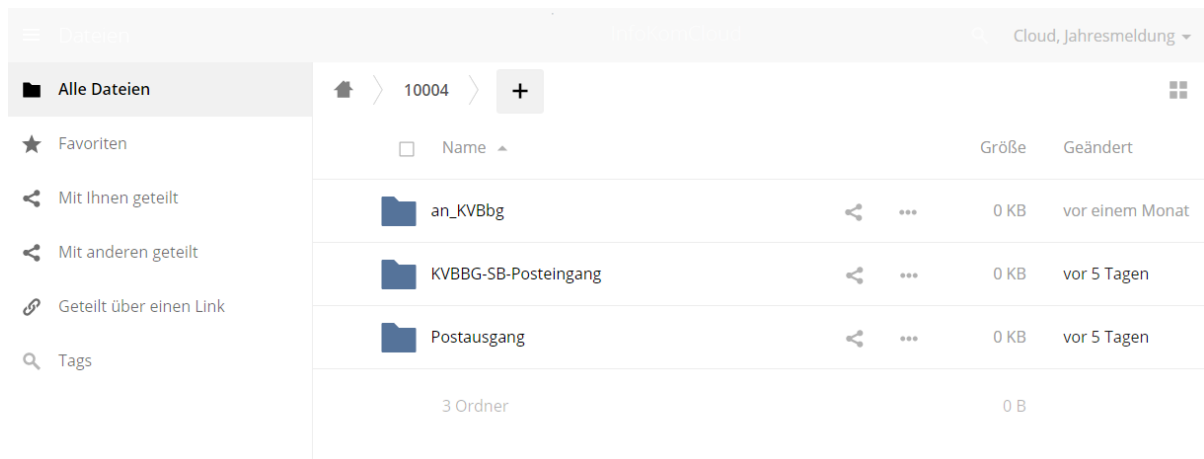 Dateien
Cloud, Jahresmeldung
Alle Dateien
Favoriten
Mit Ihnen geteilt
Mit anderen geteilt
Geteilt über einen Link
Tags
10004 +
Name Größe Geändert
an_KVBbg 0 KB vor einem Monat
KVBBG-SB-Posteingang 0 KB vor 5 Tagen
Postausgang 0 KB vor 5 Tagen
3 Ordner 0 B